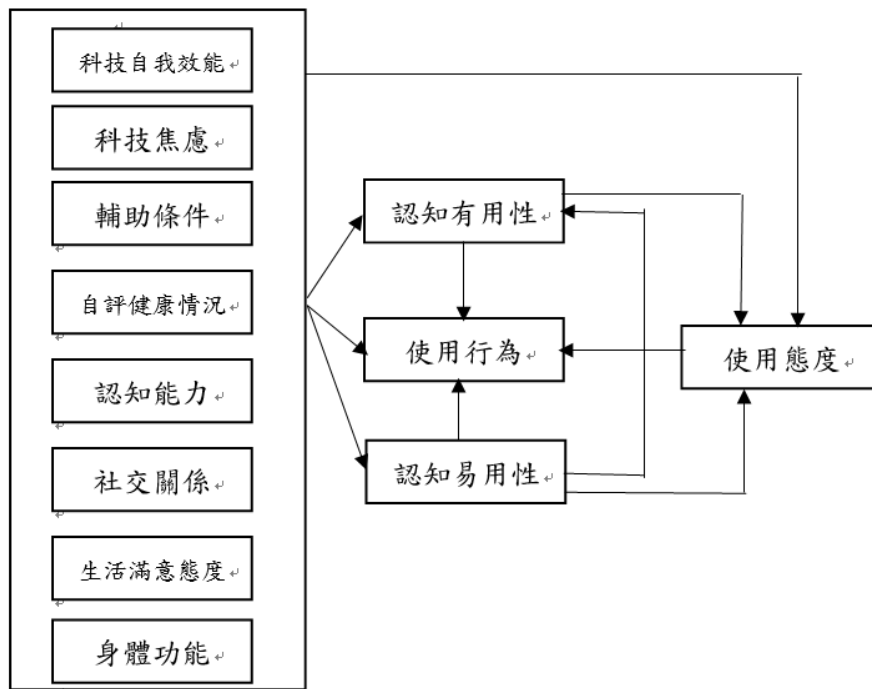 科技自我效能
科技焦慮
輔助條件
自評健康情況
認知能力
社交關係
生活滿意態度
身體功能
認知有用性
使用行為
認知易用性
使用態度